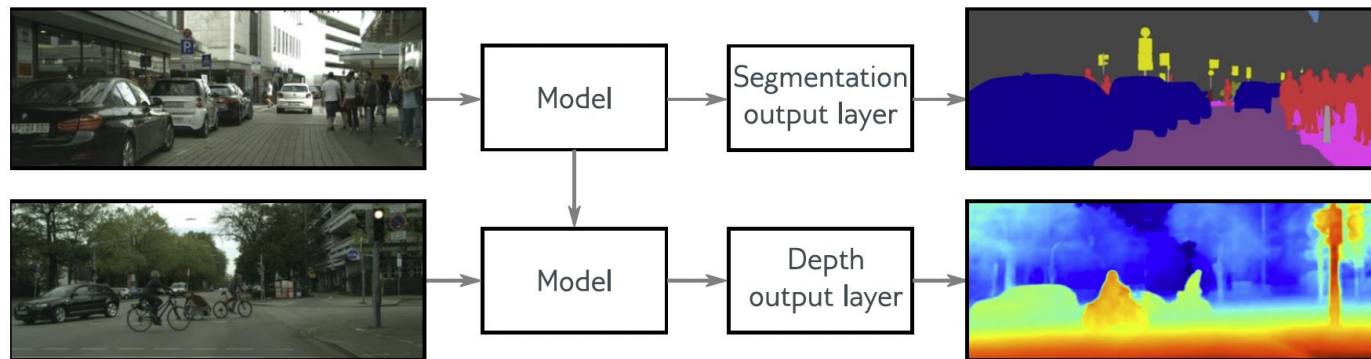 Model
Segmentation
output layer
Model
Depth
output layer